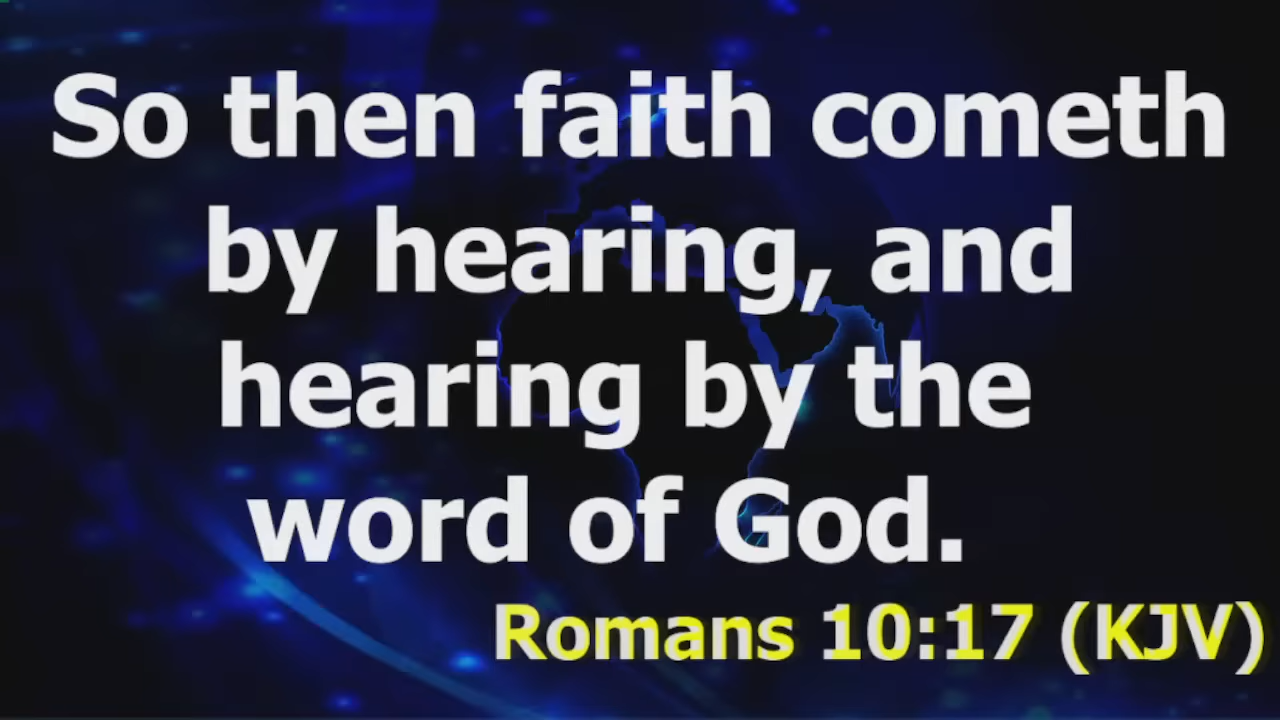 So then faith cometh
by hearing, and
hearing by the
word of God.
Romans 10:17 (KJV)